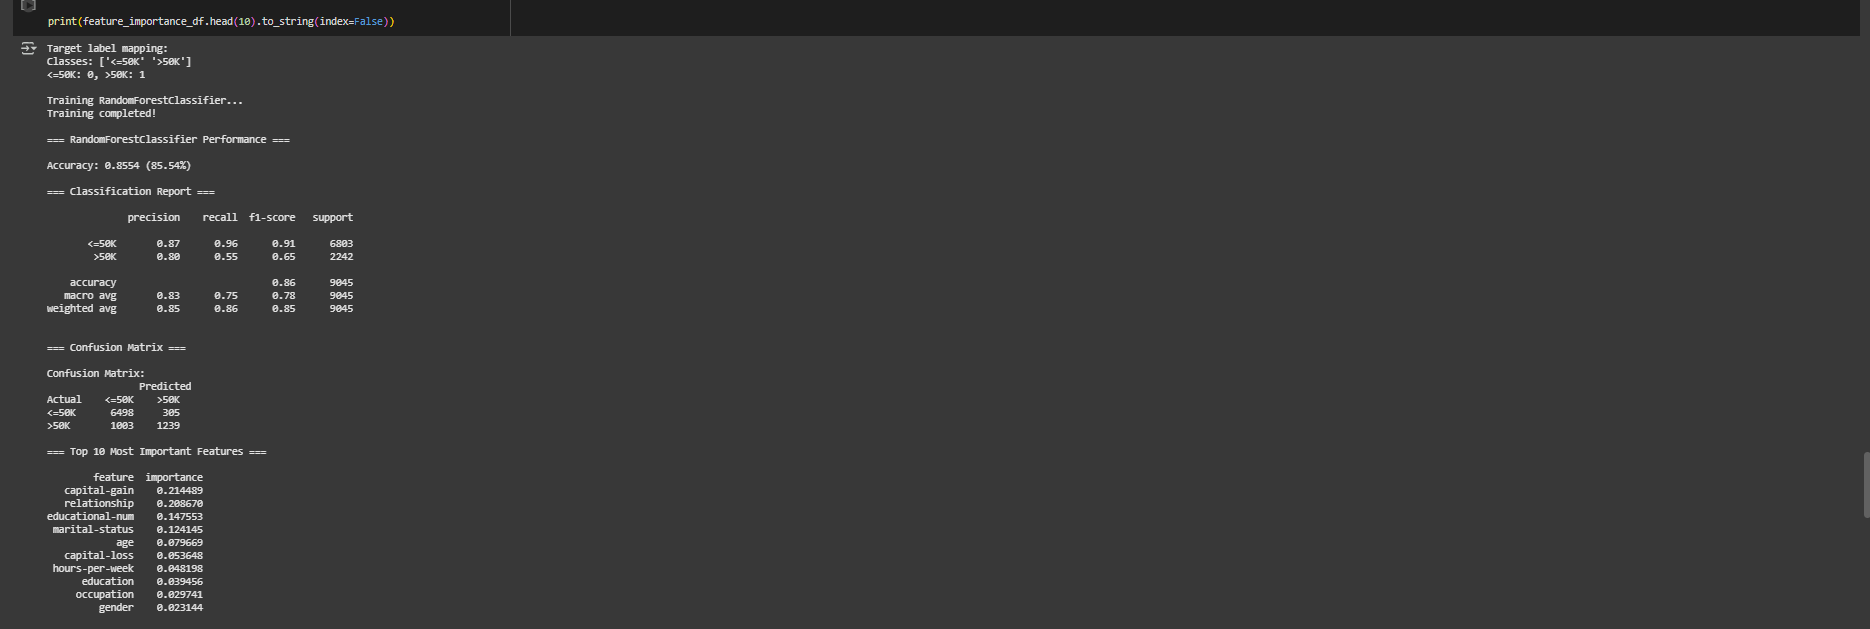 print(feature_importance_df.head(10).to_string(index=False))
Target label mapping:
Classes: ['<=50K' '>50K']
<=50K: 0, >50K: 1
Training RandomForestClassifier...
Training completed!
=== RandomForestClassifier Performance ===
Accuracy: 0.8554 (85.54%)
=== Classification Report ===
precision recall f1-score support
<=50K 0.87 0.96 0.91 6803
>50K 0.80 0.55 0.65 2242
accuracy 0.86 9045
macro avg 0.83 0.75 0.78 9045
weighted avg 0.85 0.86 0.85 9045
=== Confusion Matrix ===
Confusion Matrix:
Predicted
Actual <=50K >50K
<=50K 6498 305
>50K 1003 1239
=== Top 10 Most Important Features ===
feature importance
capital-gain 0.214489
relationship 0.208670
educational-num 0.147553
marital-status 0.124145
age 0.079669
capital-loss 0.053648
hours-per-week 0.048198
education 0.039456
occupation 0.029741
gender 0.023144